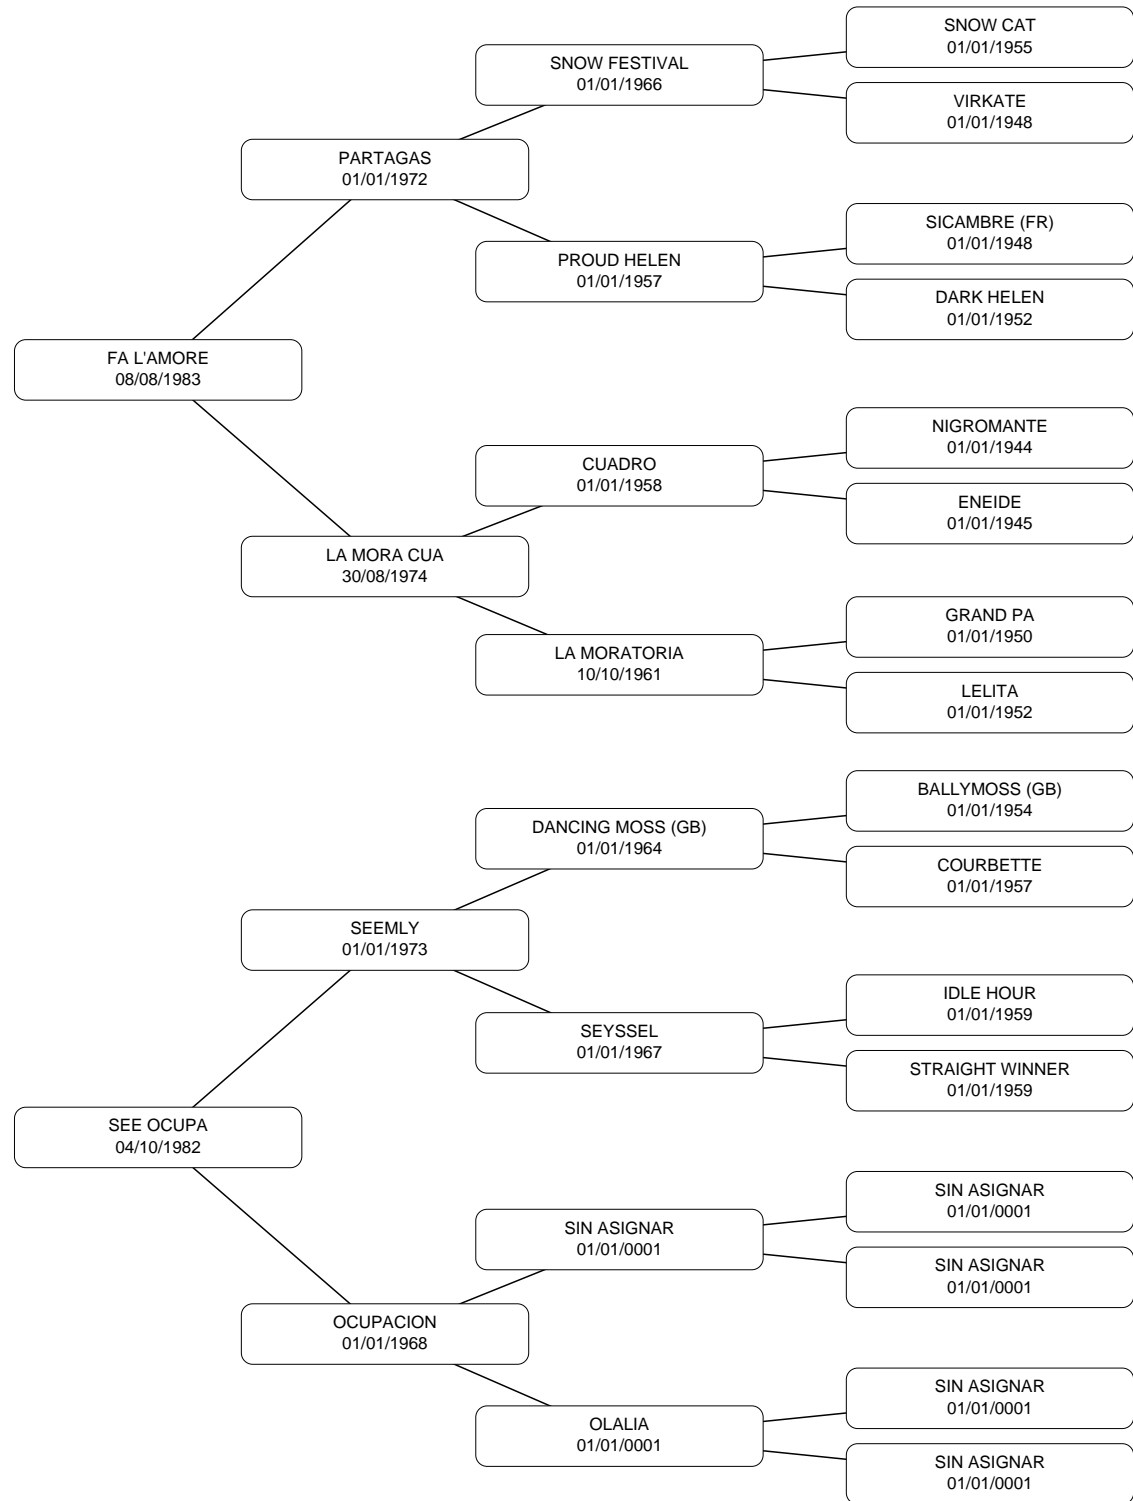 SNOW CAT
01/01/1955
SNOW FESTIVAL
01/01/1966
VIRKATE
01/01/1948
PARTAGAS
01/01/1972
SICAMBRE (FR)
01/01/1948
PROUD HELEN
01/01/1957
DARK HELEN
01/01/1952
FA L'AMORE
08/08/1983
NIGROMANTE
01/01/1944
CUADRO
01/01/1958
ENEIDE
01/01/1945
LA MORA CUA
30/08/1974
GRAND PA
01/01/1950
LA MORATORIA
10/10/1961
LELITA
01/01/1952
BALLYMOSS (GB)
01/01/1954
DANCING MOSS (GB)
01/01/1964
COURBETTE
01/01/1957
SEEMLY
01/01/1973
IDLE HOUR
01/01/1959
SEYSSEL
01/01/1967
STRAIGHT WINNER
01/01/1959
SEE OCUPA
04/10/1982
SIN ASIGNAR
01/01/0001
SIN ASIGNAR
01/01/0001
SIN ASIGNAR
01/01/0001
OCUPACION
01/01/1968
SIN ASIGNAR
01/01/0001
OLALIA
01/01/0001
SIN ASIGNAR
01/01/0001